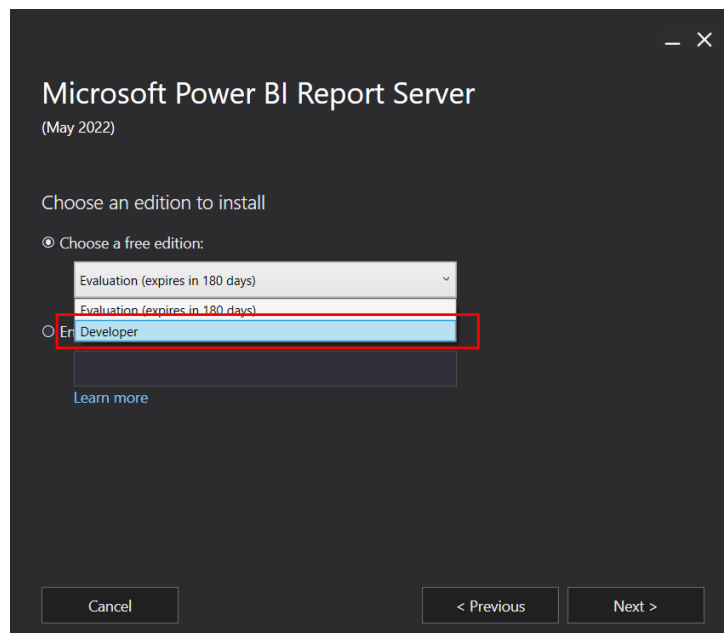 Microsoft Power BI Report Server
(May 2022)
Choose an edition to install
Choose a free edition:
Evaluation (expires in 180 days)
Evaluation (expires in 180 days)
En
Developer
Learn more
Cancel
< Previous
Next >